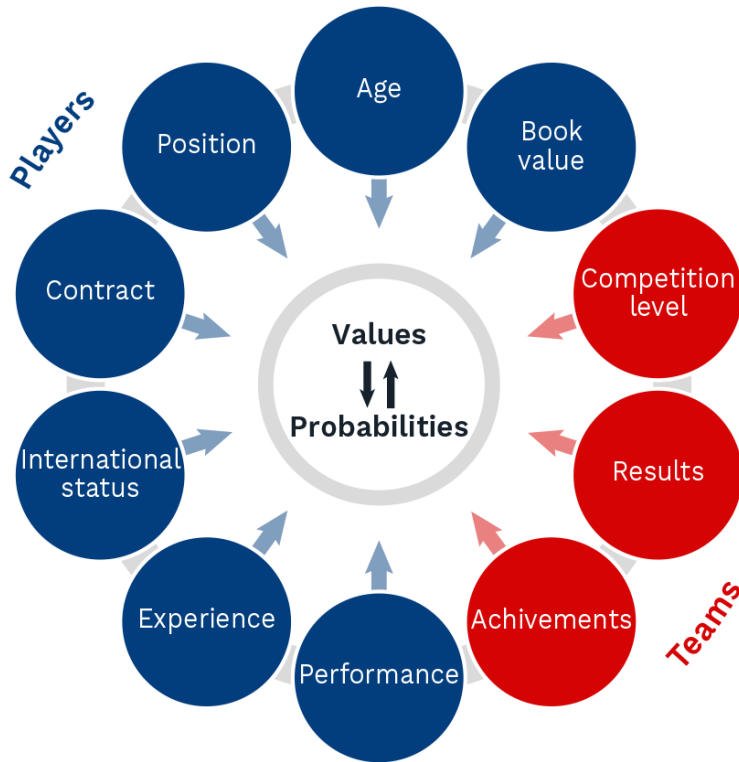 Players
Age
Position
Book
value
Contract
Competition
level
Values
Probabilities
International
status
Results
Experience
Achivements
Performance
Teams